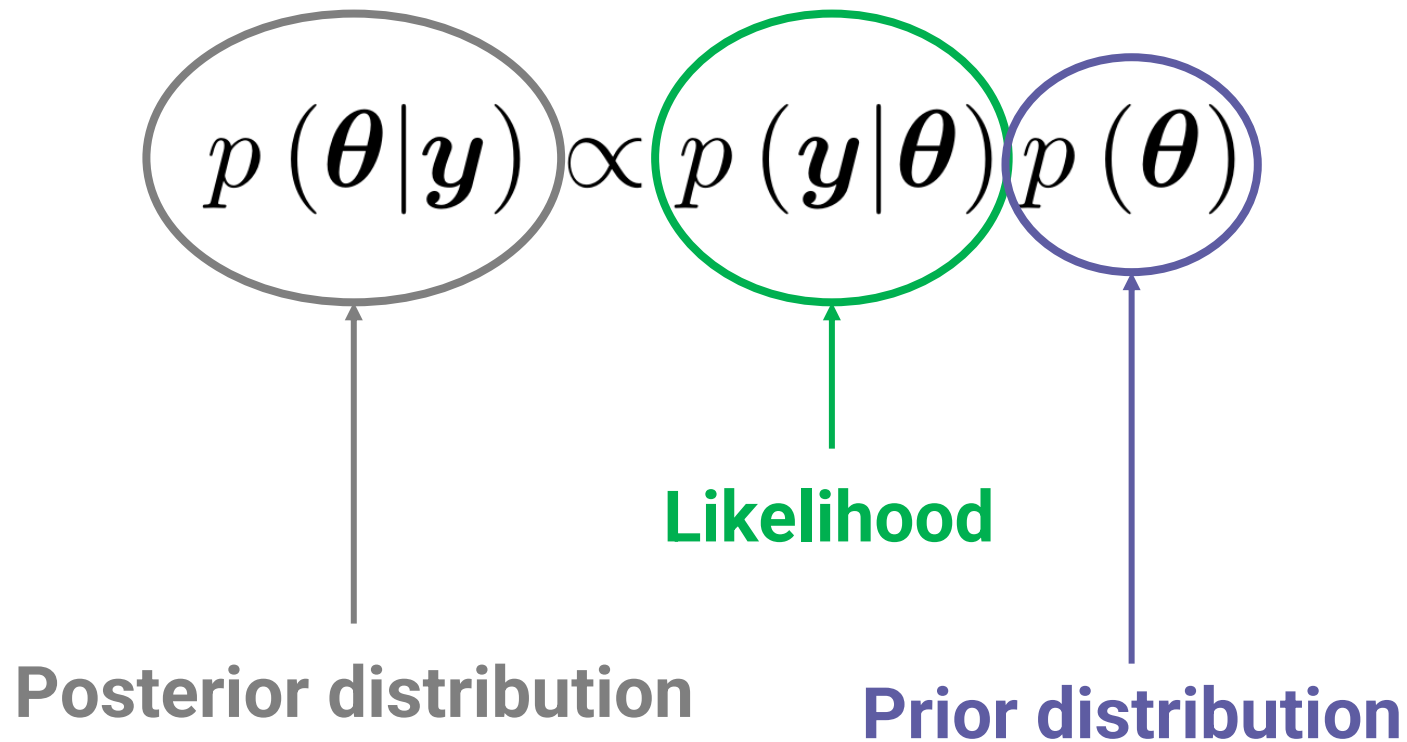 p(θ|y) ∝ p(y|θ) p(θ)
Likelihood
Posterior distribution
Prior distribution